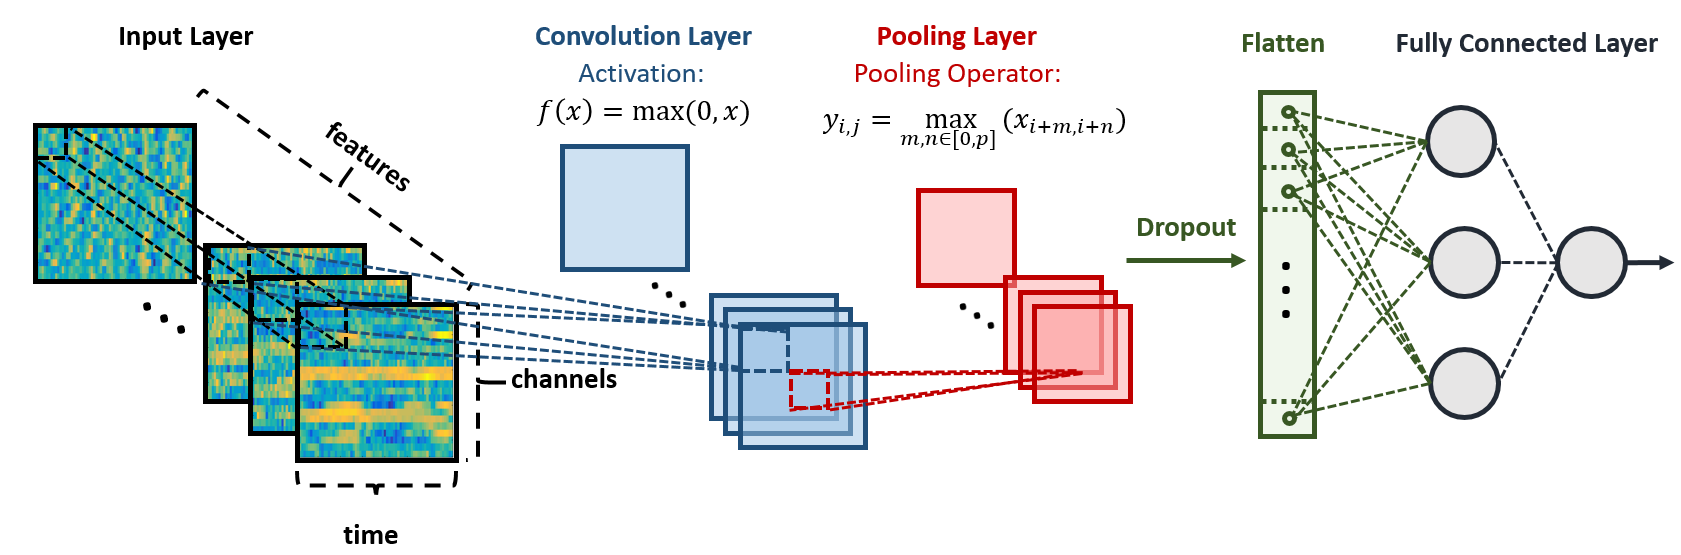 Input Layer
features
channels
time
Convolution Layer
Activation:
f(x) = max(0, x)
Pooling Layer
Pooling Operator:
y_{i,j} = max_{m,n∈[0,p]} (x_{i+m,i+n})
Dropout
Flatten
Fully Connected Layer